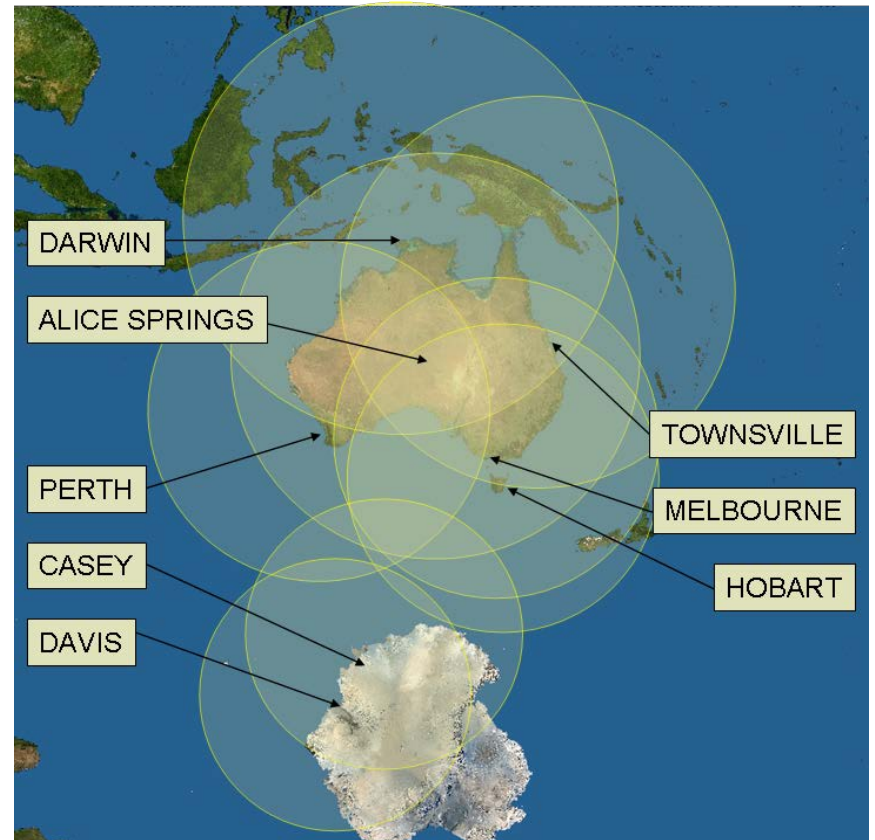 DARWIN
ALICE SPRINGS
PERTH
CASEY
DAVIS
TOWNSVILLE
MELBOURNE
HOBART